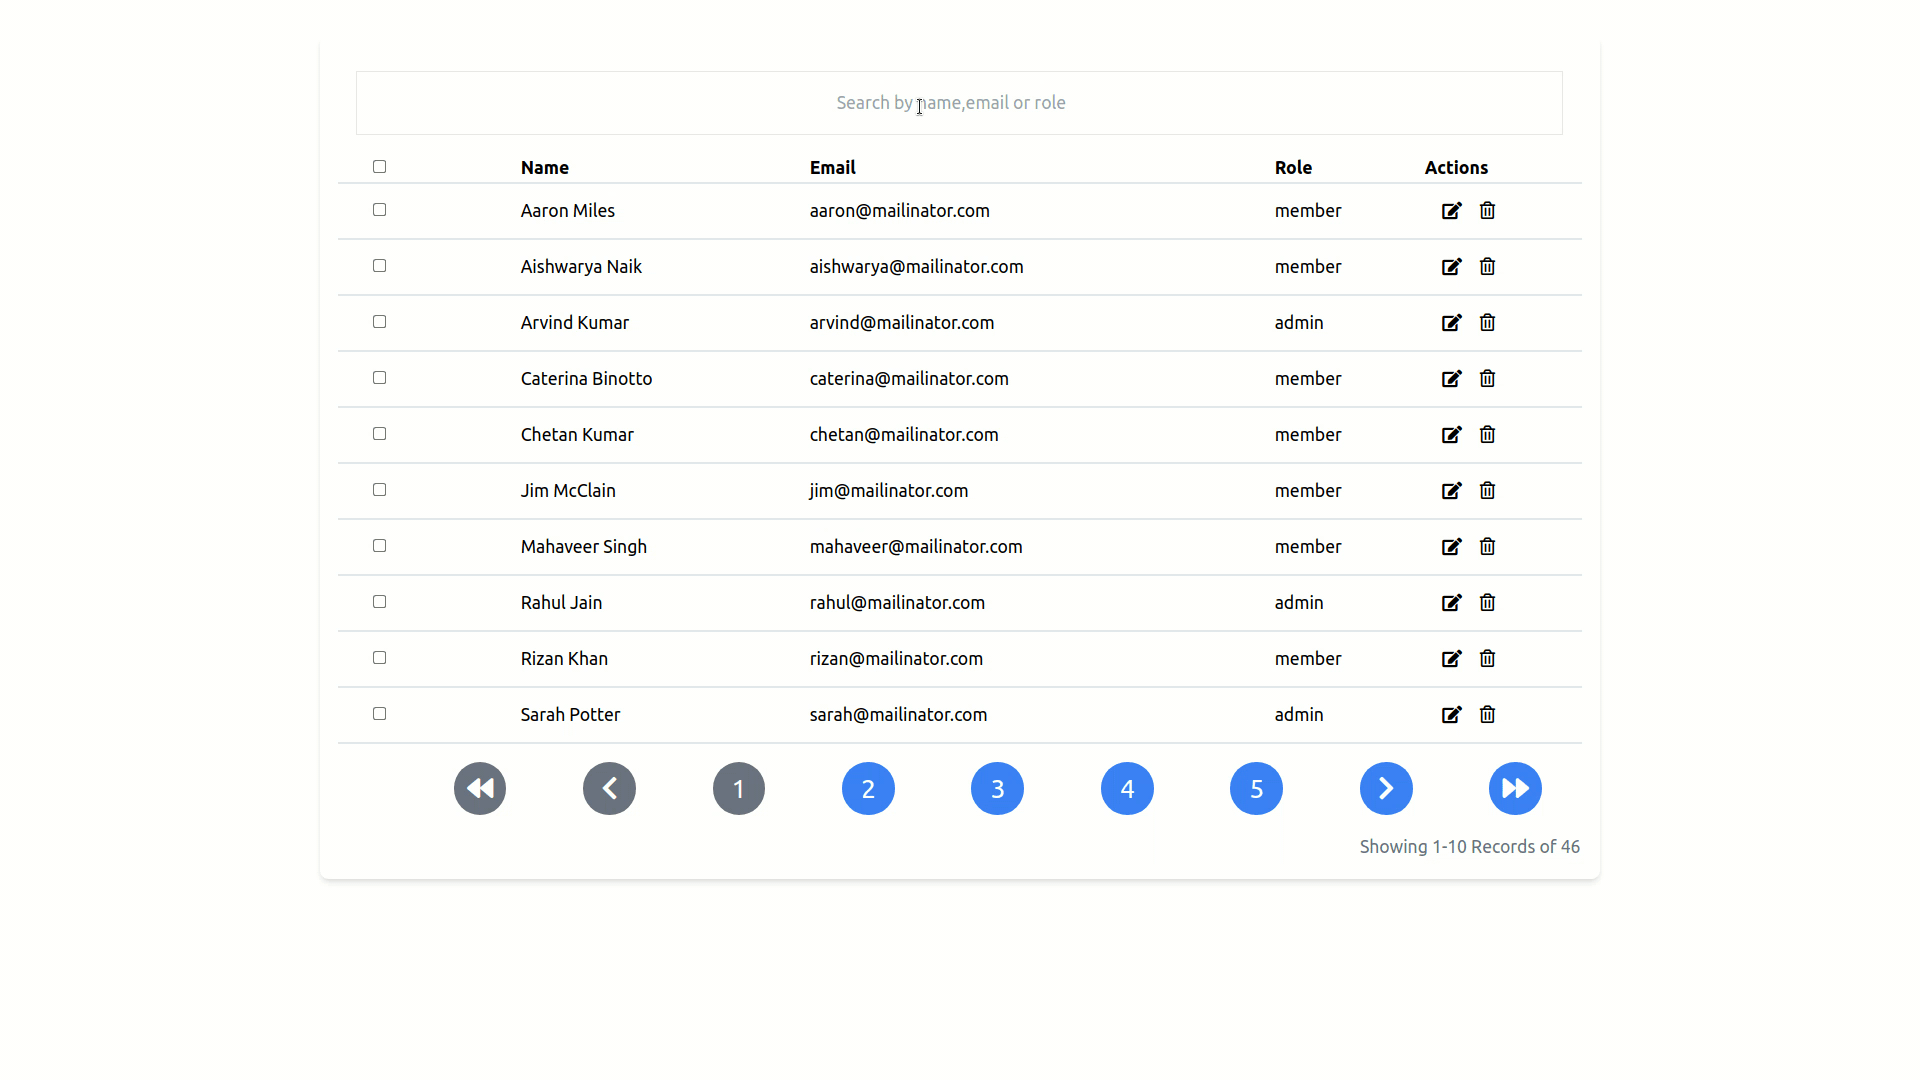 Search by name,email or role
Name Email Role Actions
Aaron Miles aaron@mailinator.com member
Aishwarya Naik aishwarya@mailinator.com member
Arvind Kumar arvind@mailinator.com admin
Caterina Binotto caterina@mailinator.com member
Chetan Kumar chetan@mailinator.com member
Jim McClain jim@mailinator.com member
Mahaveer Singh mahaveer@mailinator.com member
Rahul Jain rahul@mailinator.com admin
Rizan Khan rizan@mailinator.com member
Sarah Potter sarah@mailinator.com admin
1 2 3 4 5
Showing 1-10 Records of 46